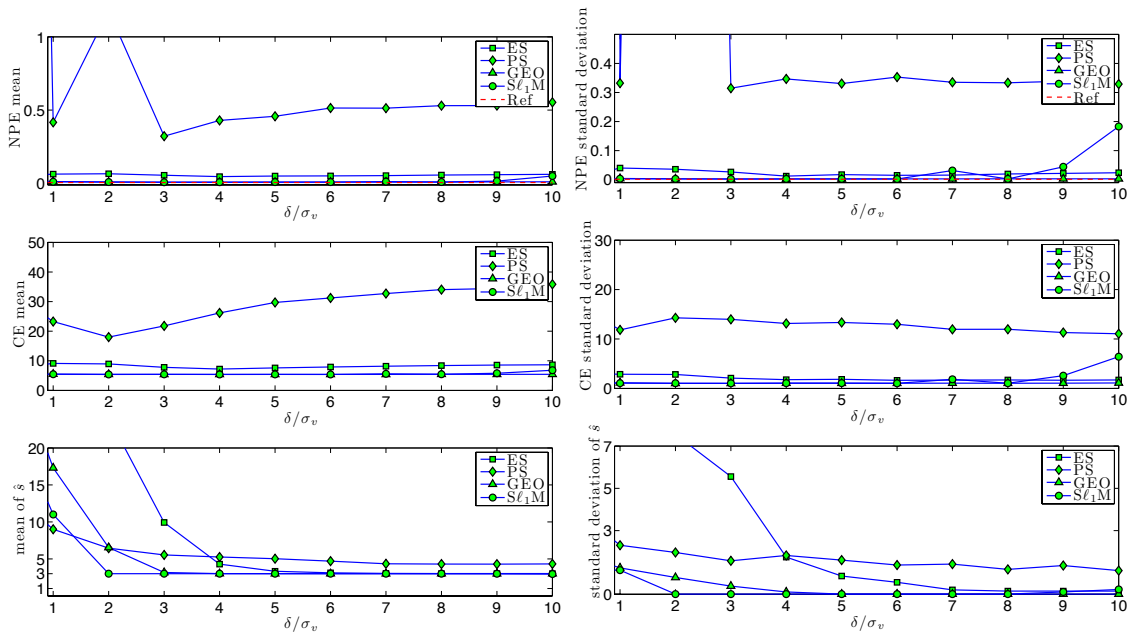 NPE mean
1
0.5
0
1 2 3 4 5 6 7 8 9 10
δ/σ_v
ES
PS
GEO
Sℓ₁M
Ref
NPE standard deviation
0.4
0.3
0.2
0.1
0
1 2 3 4 5 6 7 8 9 10
δ/σ_v
ES
PS
GEO
Sℓ₁M
Ref
CE mean
50
40
30
20
10
0
1 2 3 4 5 6 7 8 9 10
δ/σ_v
ES
PS
GEO
Sℓ₁M
CE standard deviation
30
20
10
0
1 2 3 4 5 6 7 8 9 10
δ/σ_v
ES
PS
GEO
Sℓ₁M
mean of ŝ
20
15
10
5
3
1
1 2 3 4 5 6 7 8 9 10
δ/σ_v
ES
PS
GEO
Sℓ₁M
standard deviation of ŝ
7
5
3
1
0
1 2 3 4 5 6 7 8 9 10
δ/σ_v
ES
PS
GEO
Sℓ₁M